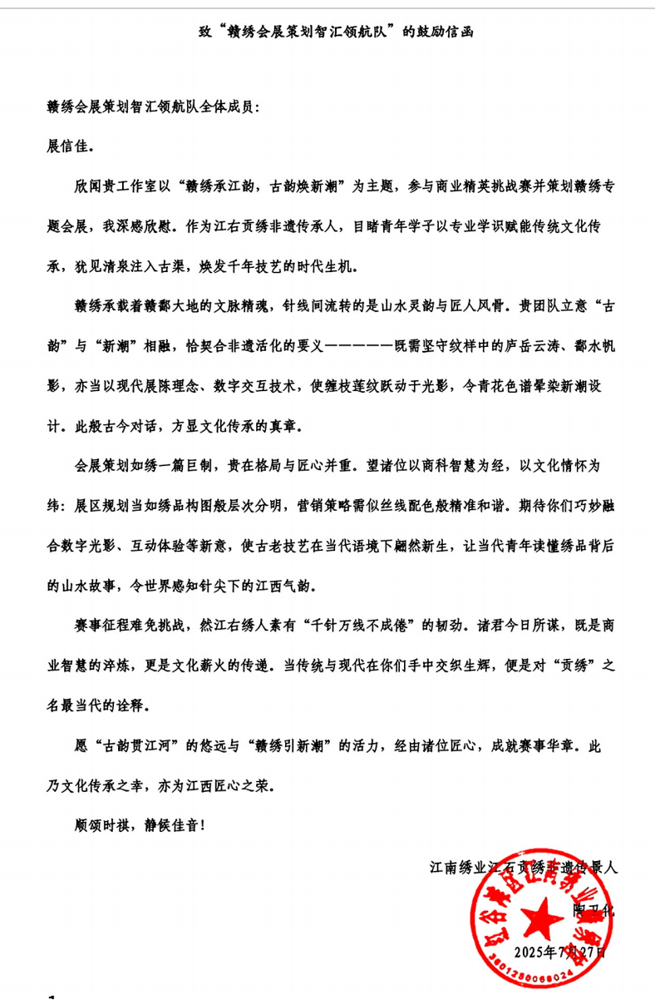 致“赣绣会展策划智汇领航队”的鼓励信函
赣绣会展策划智汇领航队全体成员：
展信佳。
欣闻贵工作室以“赣绣承江韵，古韵焕新潮”为主题，参与商业精英挑战赛并策划赣绣专
题会展，我深感欣慰。作为江右贡绣非遗传承人，目睹青年学子以专业学识赋能传统文化传
承，犹见清泉注入古渠，焕发千年技艺的时代生机。
赣绣承载着赣鄱大地的文脉精魂，针线间流转的是山水灵韵与匠人风骨。贵团队立意“古
韵”与“新潮”相融，恰契合非遗活化的要义—————既需坚守纹样中的庐岳云涛、鄱水帆
影，亦当以现代展陈理念、数字交互技术，使缠枝莲纹跃动于光影，令青花色谱晕染新潮设
计。此般古今对话，方显文化传承的真章。
会展策划如绣一篇巨制，贵在格局与匠心并重。望诸位以商科智慧为经，以文化情怀为
纬：展区规划当如绣品构图般层次分明，营销策略需似丝线配色般精准和谐。期待你们巧妙融
合数字光影、互动体验等新意，使古老技艺在当代语境下翩然新生，让当代青年读懂绣品背后
的山水故事，令世界感知针尖下的江西气韵。
赛事征程难免挑战，然江右绣人素有“千针万线不成倦”的韧劲。诸君今日所谋，既是商
业智慧的淬炼，更是文化薪火的传递。当传统与现代在你们手中交织生辉，便是对“贡绣”之
名最当代的诠释。
愿“古韵贯江河”的悠远与“赣绣引新潮”的活力，经由诸位匠心，成就赛事华章。此
乃文化传承之幸，亦为江西匠心之荣。
顺颂时祺，静候佳音！
江南绣业江右贡绣非遗传承人
2025年7月27日
3601250068024